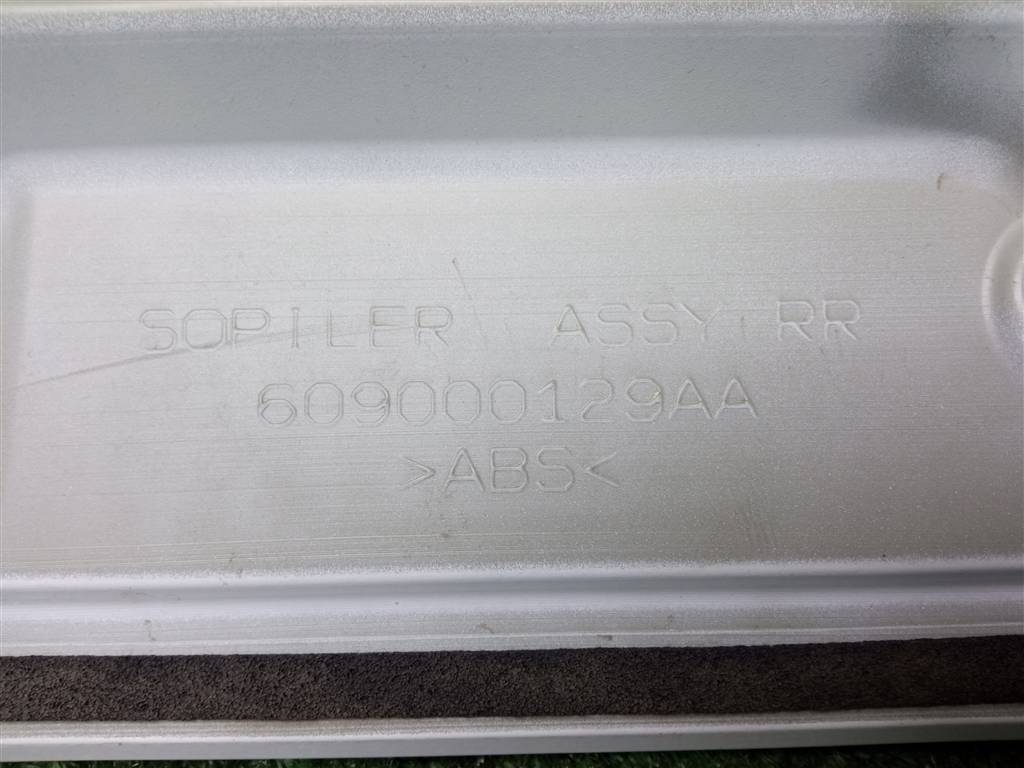 SOPILER ASSY RR
609000129AA
>ABS<